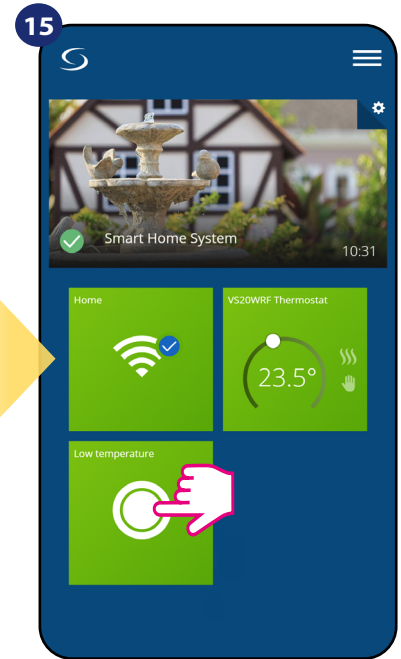 15
Smart Home System
10:31
Home
VS20WRF Thermostat
23.5°
Low temperature